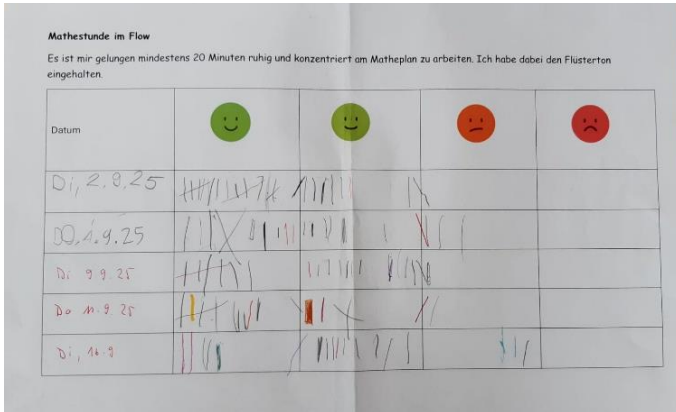 Mathestunde im Flow
Es ist mir gelungen mindestens 20 Minuten ruhig und konzentriert am Matheplan zu arbeiten. Ich habe dabei den Flüsterton
eingehalten.
Datum
Di, 2.9.25
DO, 4.9.25
Di 9 9 25
Do 11.9 25
Di, 16.9